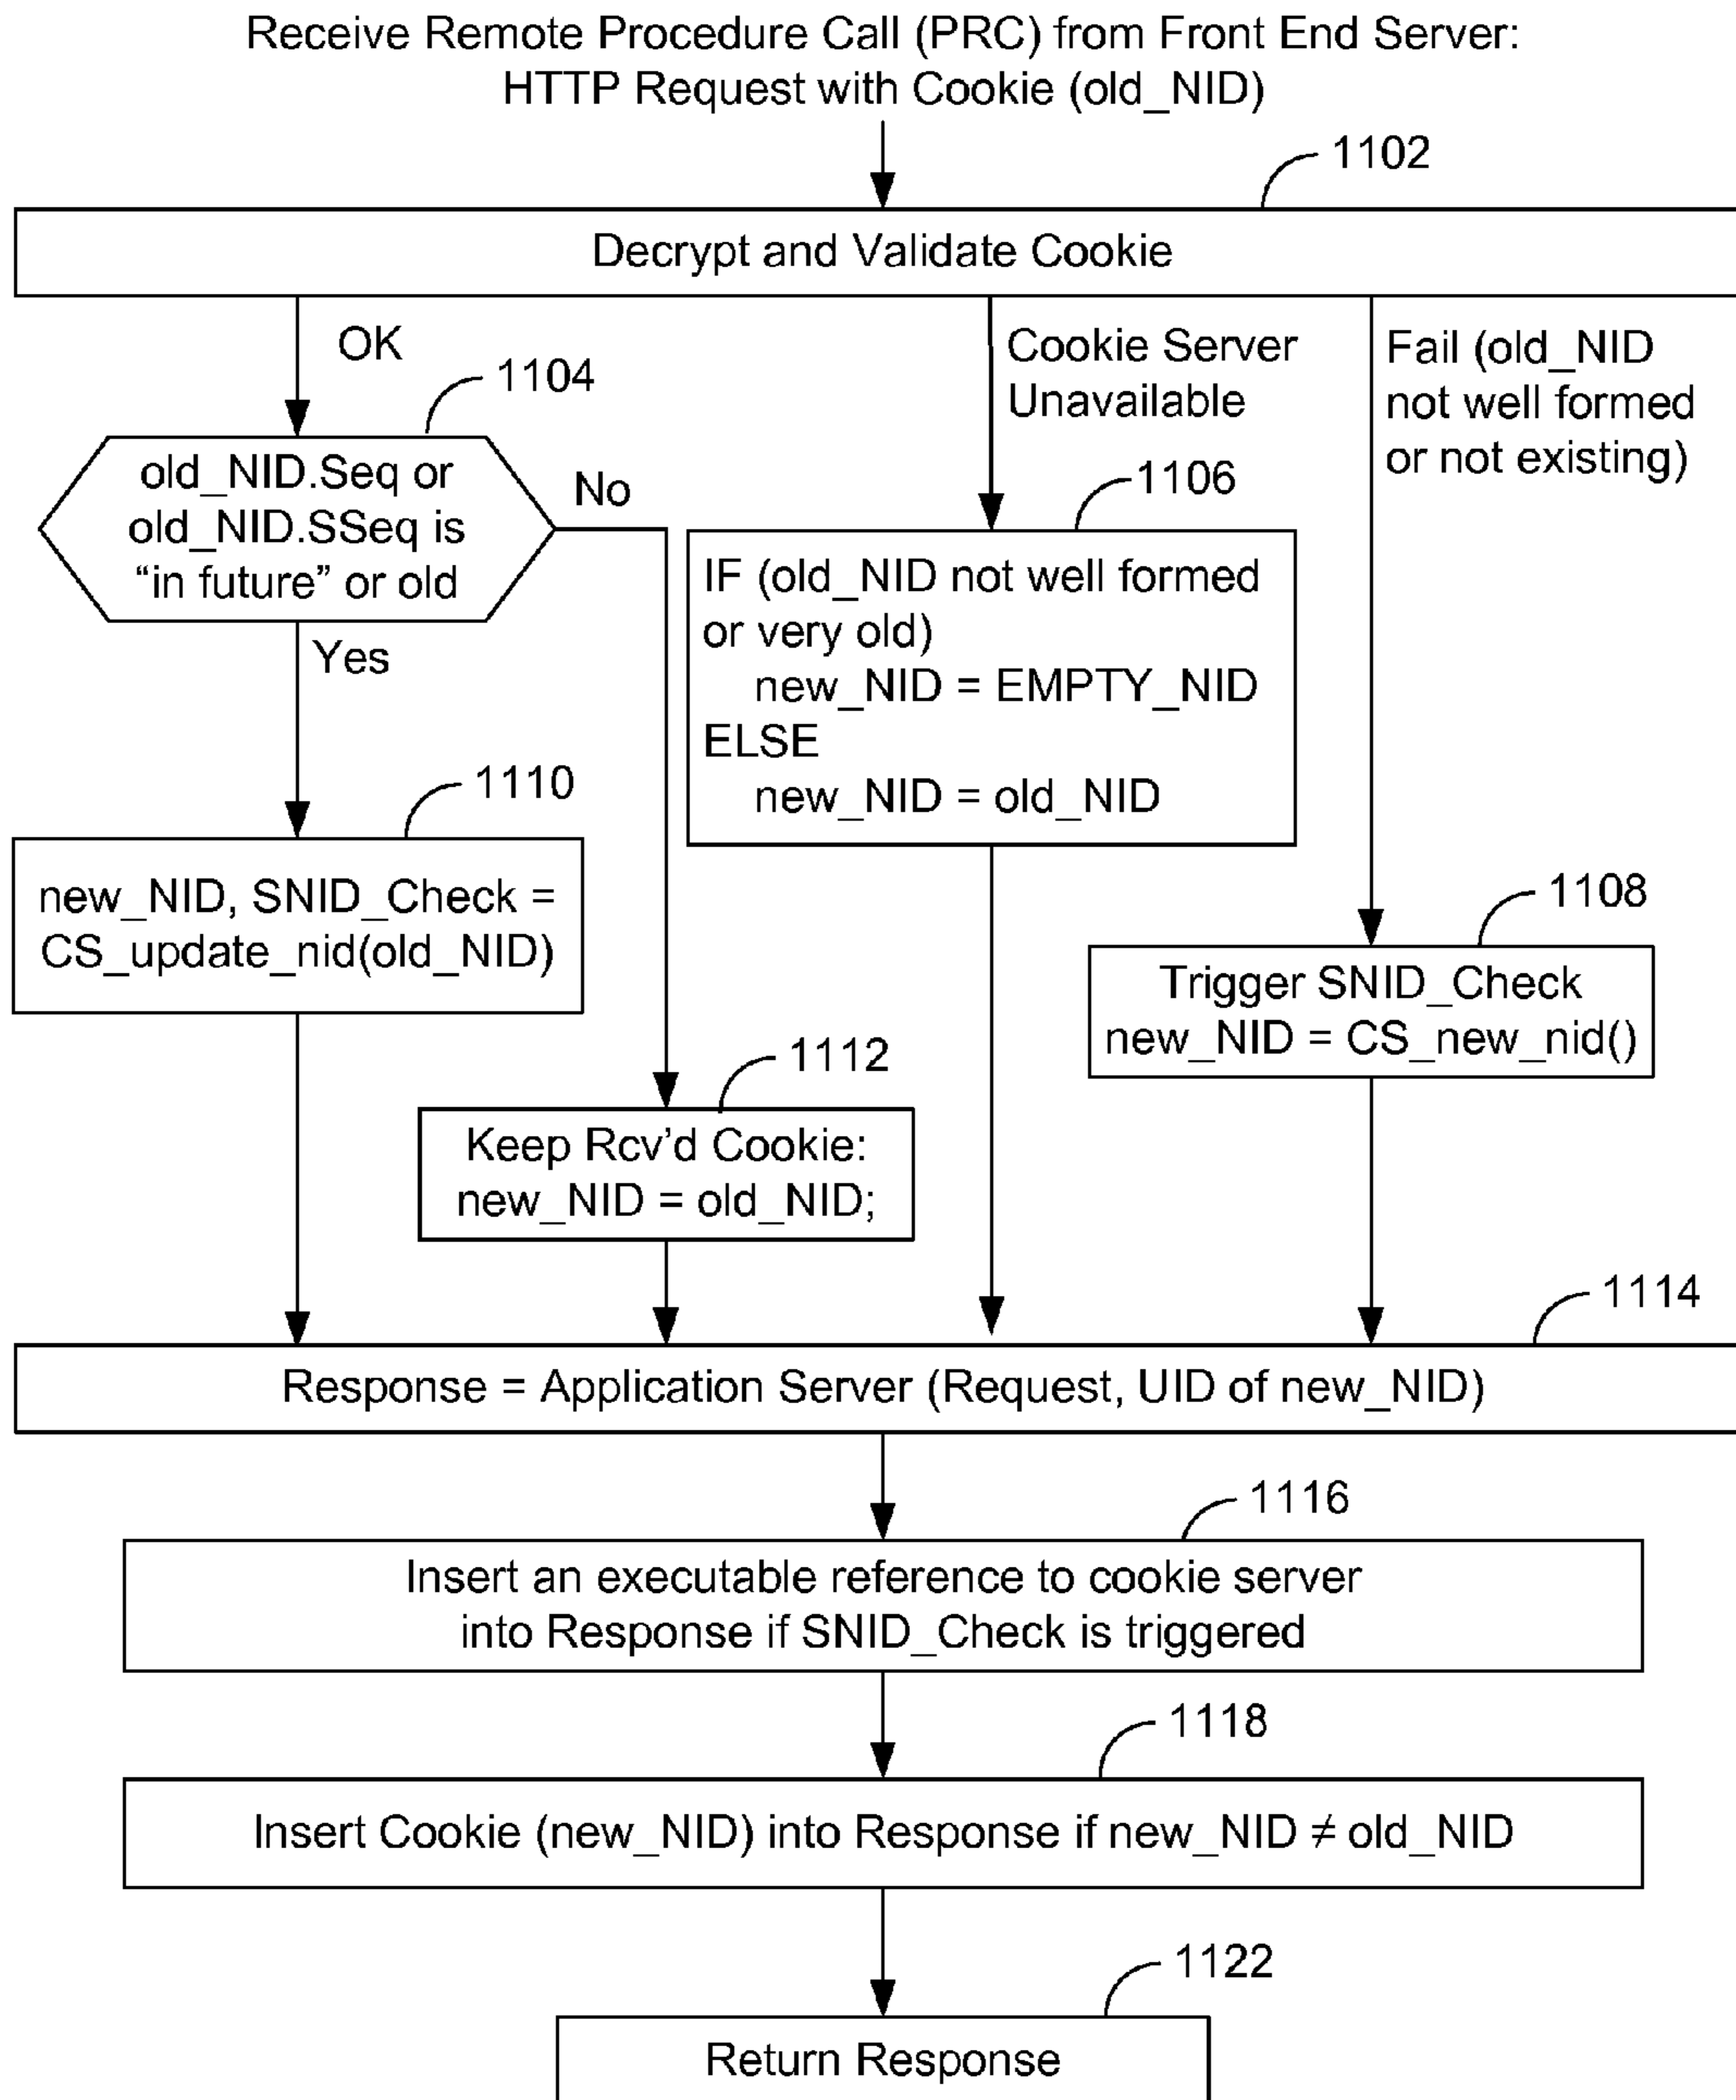 Receive Remote Procedure Call (PRC) from Front End Server:
HTTP Request with Cookie (old_NID)
1102
Decrypt and Validate Cookie
OK
1104
Cookie Server
Unavailable
Fail (old_NID
not well formed
or not existing)
old_NID.Seq or
old_NID.SSeq is
“in future” or old
No
Yes
1106
IF (old_NID not well formed
or very old)
new_NID = EMPTY_NID
ELSE
new_NID = old_NID
1110
new_NID, SNID_Check =
CS_update_nid(old_NID)
1108
Trigger SNID_Check
new_NID = CS_new_nid()
1112
Keep Rcv’d Cookie:
new_NID = old_NID;
1114
Response = Application Server (Request, UID of new_NID)
1116
Insert an executable reference to cookie server
into Response if SNID_Check is triggered
1118
Insert Cookie (new_NID) into Response if new_NID ≠ old_NID
1122
Return Response